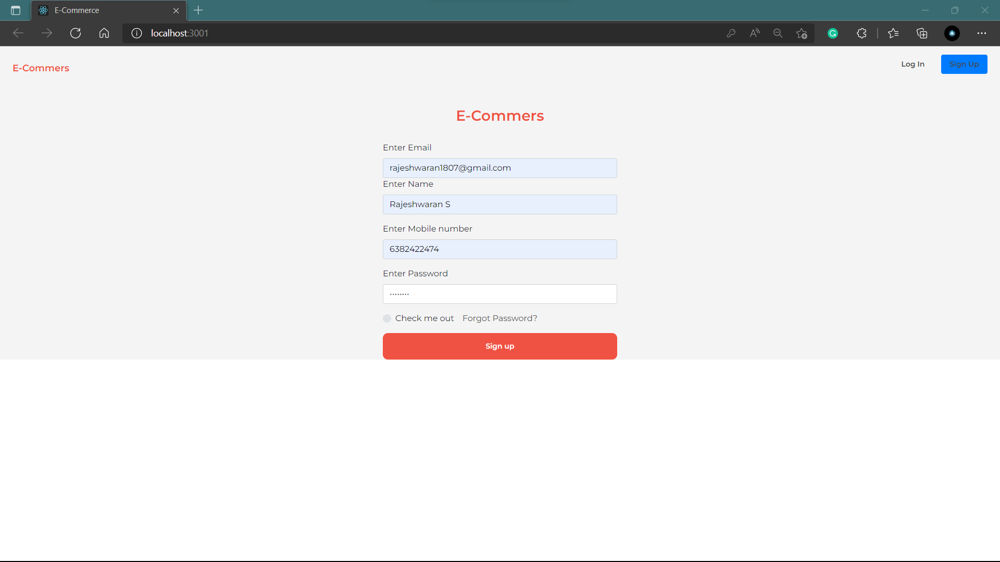 E-Commerce
localhost:3001
E-Commers
Log In
Sign Up
E-Commers
Enter Email
rajeshwaran1807@gmail.com
Enter Name
Rajeshwaran S
Enter Mobile number
6382422474
Enter Password
········
Check me out Forgot Password?
Sign up